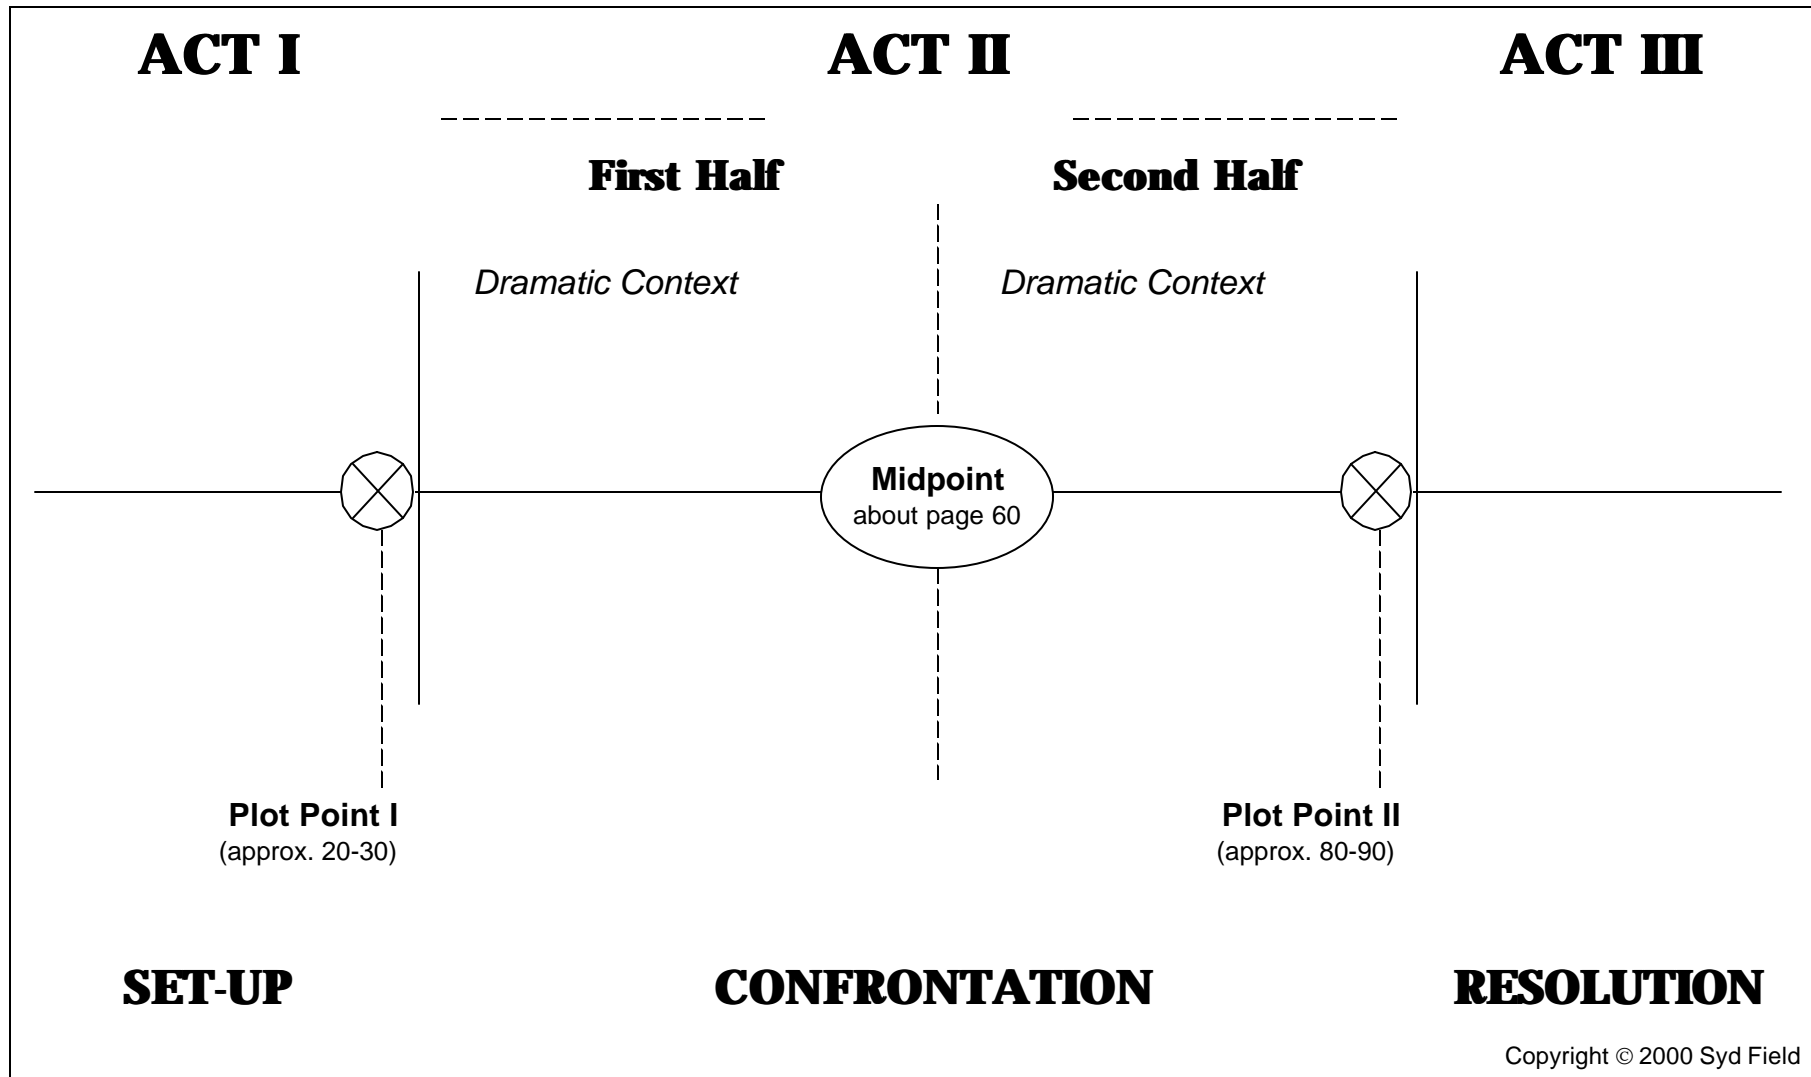 ACT I
ACT II
ACT III
First Half
Second Half
Dramatic Context
Dramatic Context
Midpoint
about page 60
Plot Point I
(approx. 20-30)
Plot Point II
(approx. 80-90)
SET-UP
CONFRONTATION
RESOLUTION
Copyright © 2000 Syd Field